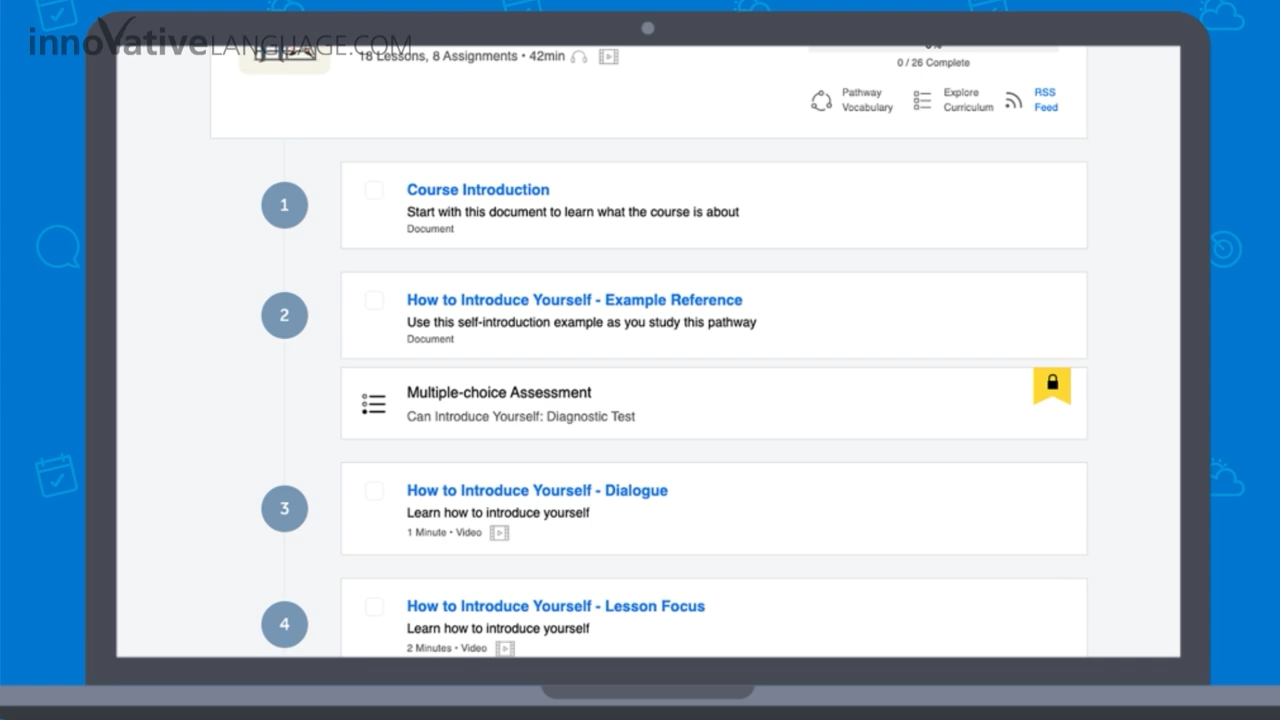 innoVativeLANGUAGE.COM
18 Lessons, 8 Assignments • 42min
0%
0 / 26 Complete
Pathway
Vocabulary
Explore
Curriculum
RSS
Feed
1
Course Introduction
Start with this document to learn what the course is about
Document
2
How to Introduce Yourself - Example Reference
Use this self-introduction example as you study this pathway
Document
Multiple-choice Assessment
Can Introduce Yourself: Diagnostic Test
3
How to Introduce Yourself - Dialogue
Learn how to introduce yourself
1 Minute • Video
4
How to Introduce Yourself - Lesson Focus
Learn how to introduce yourself
2 Minutes • Video